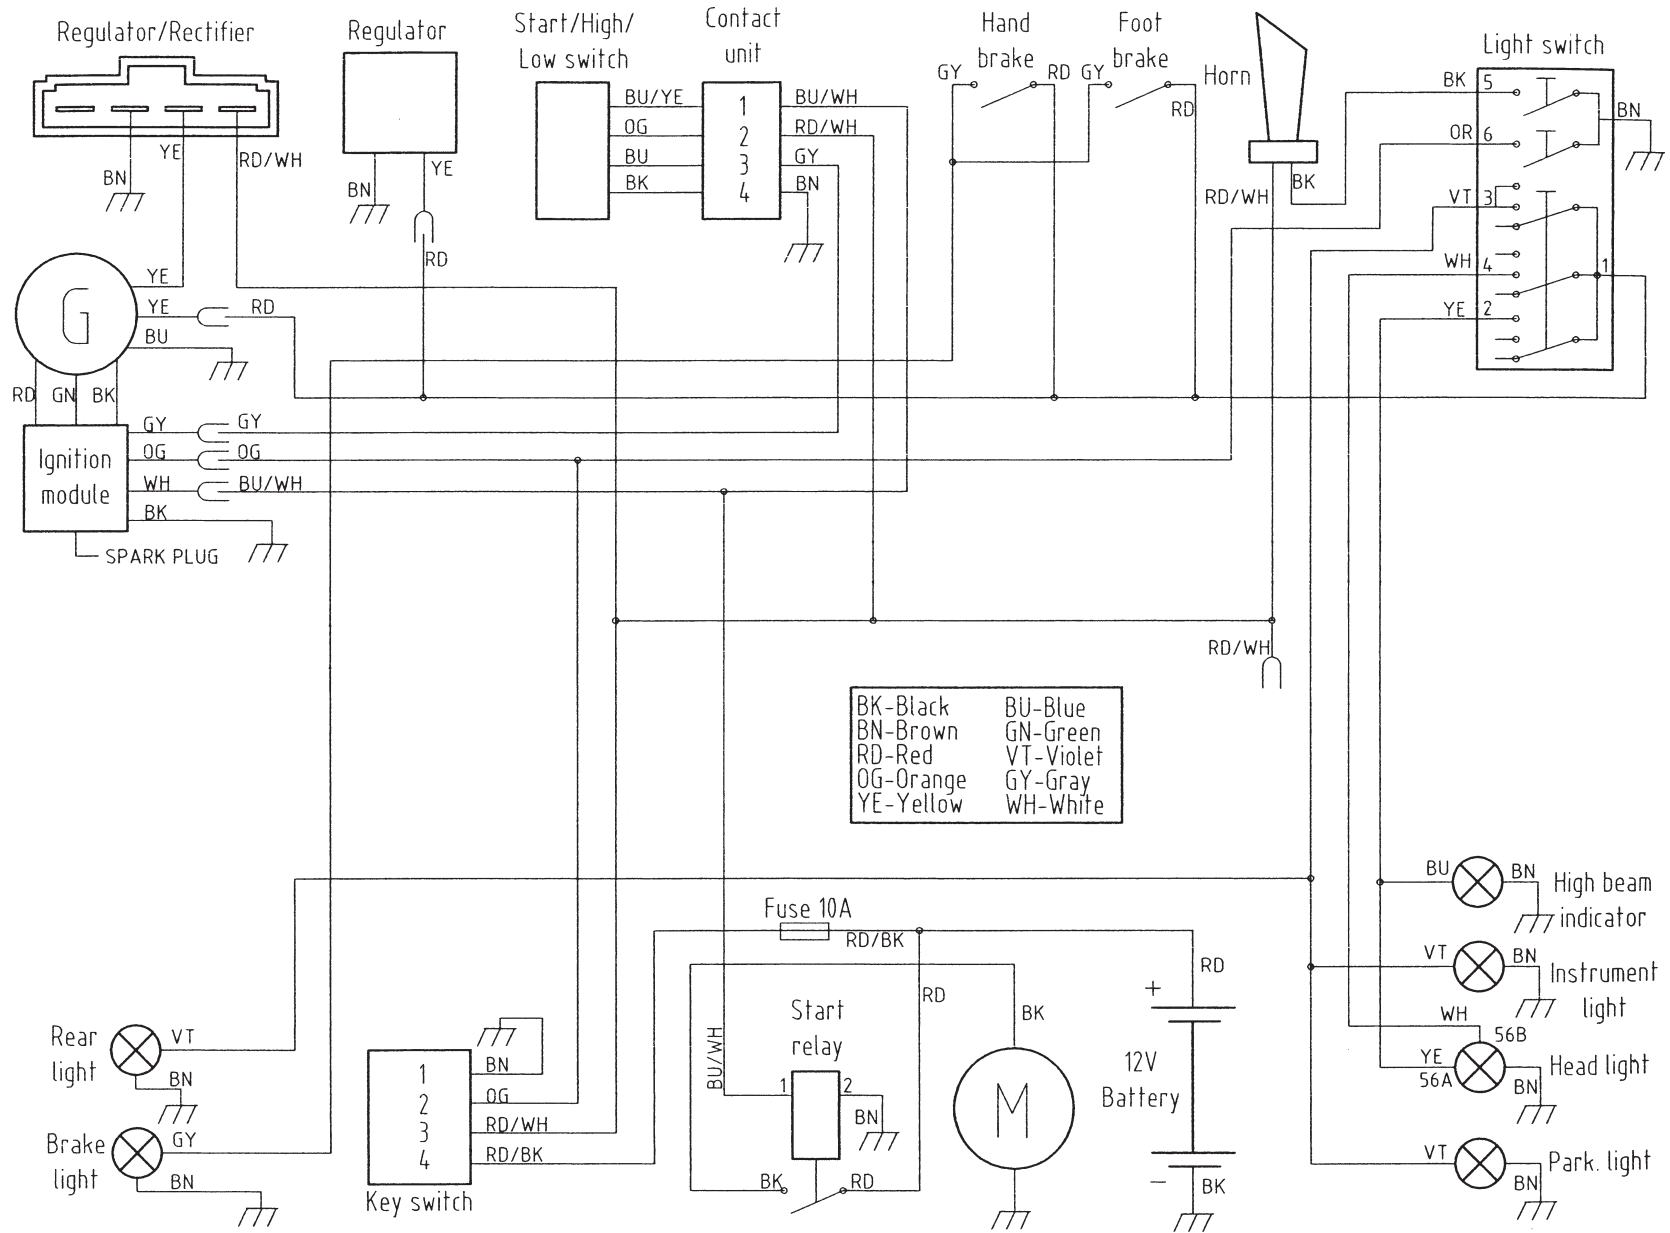 Regulator/Rectifier
Regulator
Start/High/
Low switch
Contact
unit
Hand
brake
Foot
brake
Horn
Light switch
GY
RD
GY
RD
BU/YE
OG
BU
BK
1
2
3
4
BU/WH
RD/WH
GY
BN
BK
5
OR
6
BN
VT
3
WH
4
1
YE
2
BN
YE
RD/WH
BN
YE
RD
RD/WH
BK
G
YE
YE
RD
BU
RD
GN
BK
Ignition
module
GY
GY
OG
OG
WH
BU/WH
BK
SPARK PLUG
RD/WH
BK-Black
BU-Blue
BN-Brown
GN-Green
RD-Red
VT-Violet
OG-Orange
GY-Gray
YE-Yellow
WH-White
BU
BN
High beam
indicator
VT
BN
Instrument
light
WH
56B
YE
56A
BN
Head light
VT
BN
Park. light
Fuse 10A
RD/BK
RD
RD
+
12V
Battery
-
BK
BK
M
Start
relay
BU/WH
1
2
BN
BK
RD
Rear
light
VT
BN
Brake
light
GY
BN
1
2
3
4
BN
OG
RD/WH
RD/BK
Key switch